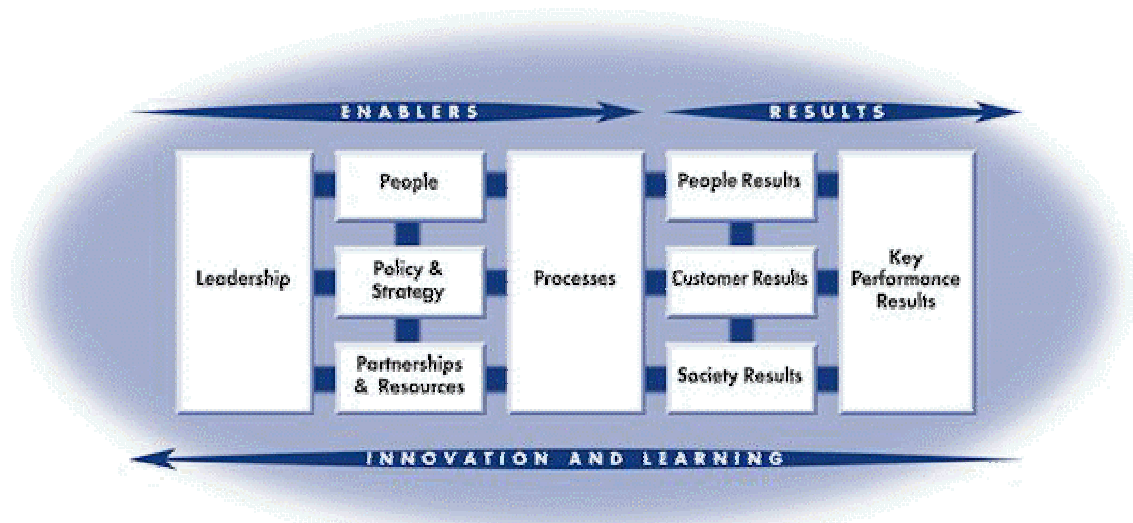 ENABLERS
RESULTS
Leadership
People
Policy &
Strategy
Partnerships
& Resources
Processes
People Results
Customer Results
Society Results
Key
Performance
Results
INNOVATION AND LEARNING